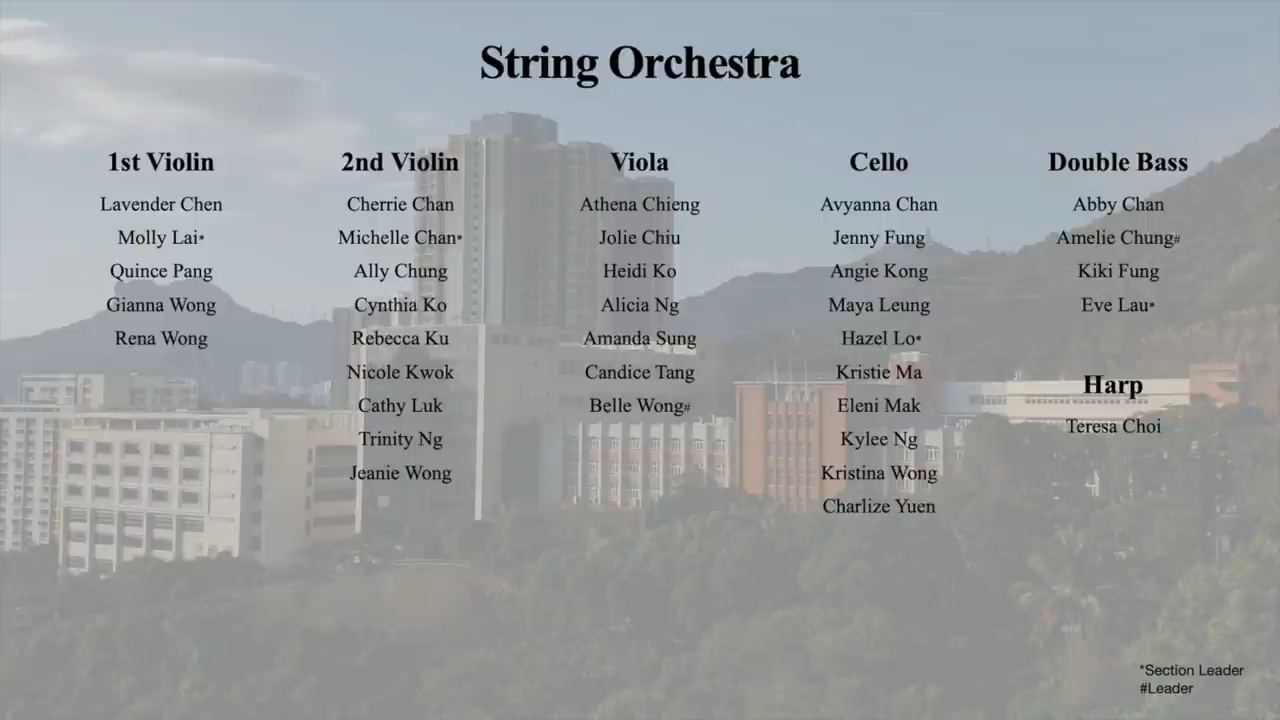 String Orchestra
1st Violin
Lavender Chen
Molly Lai*
Quince Pang
Gianna Wong
Rena Wong
2nd Violin
Cherrie Chan
Michelle Chan*
Ally Chung
Cynthia Ko
Rebecca Ku
Nicole Kwok
Cathy Luk
Trinity Ng
Jeanie Wong
Viola
Athena Chieng
Jolie Chiu
Heidi Ko
Alicia Ng
Amanda Sung
Candice Tang
Belle Wong#
Cello
Avyanna Chan
Jenny Fung
Angie Kong
Maya Leung
Hazel Lo*
Kristie Ma
Eleni Mak
Kylee Ng
Kristina Wong
Charlize Yuen
Double Bass
Abby Chan
Amelie Chung#
Kiki Fung
Eve Lau*
Harp
Teresa Choi
*Section Leader
#Leader